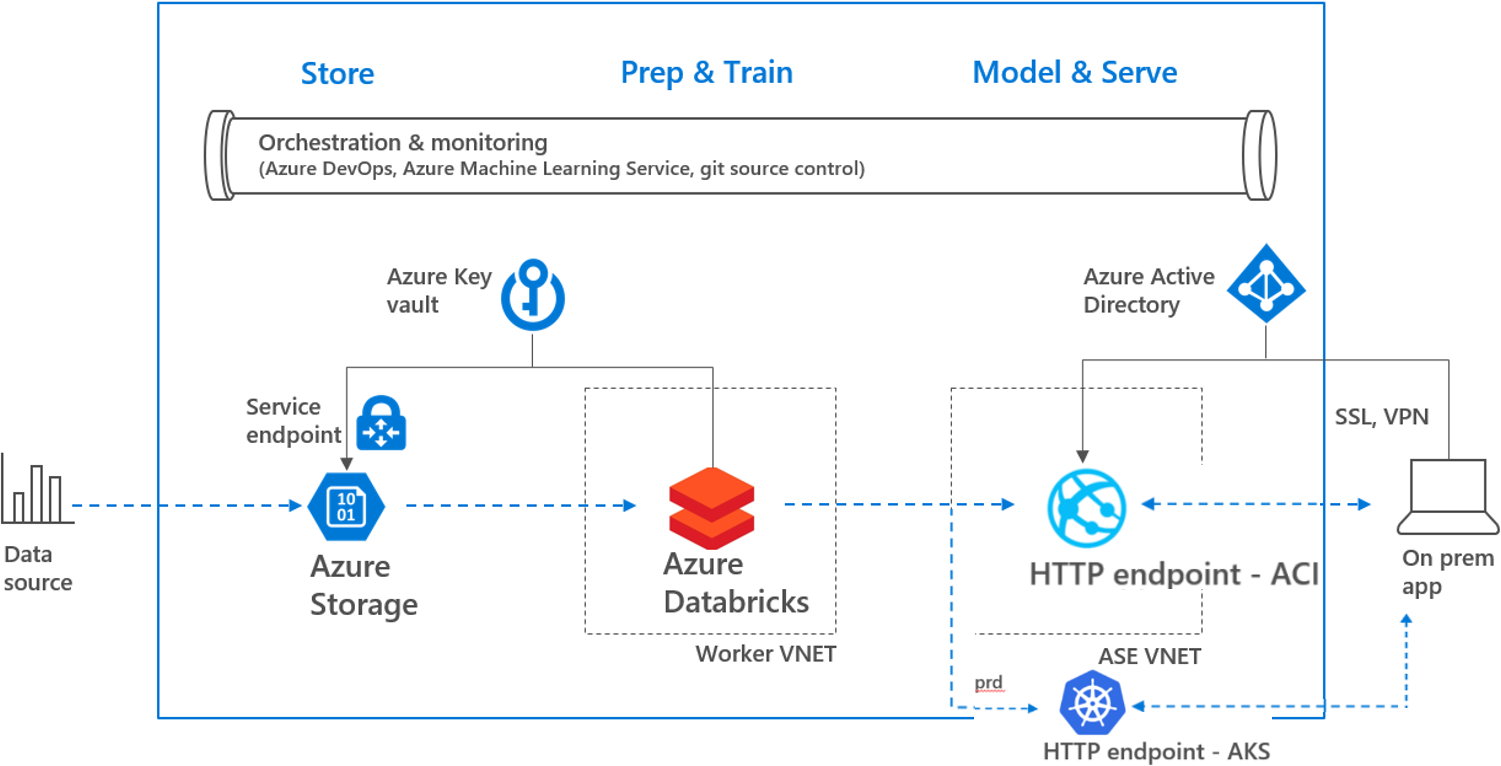 Store
Prep & Train
Model & Serve
Orchestration & monitoring
(Azure DevOps, Azure Machine Learning Service, git source control)
Azure Key
vault
Azure Active
Directory
Service
endpoint
SSL, VPN
10
01
Data
source
Azure
Storage
Azure
Databricks
HTTP endpoint - ACI
On prem
app
Worker VNET
ASE VNET
prd
HTTP endpoint - AKS